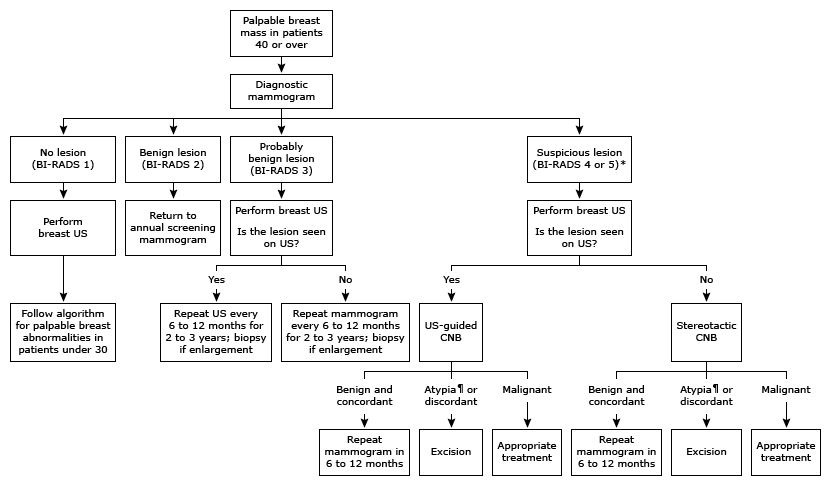 Palpable breast
mass in patients
40 or over
Diagnostic
mammogram
No lesion
(BI-RADS 1)
Benign lesion
(BI-RADS 2)
Probably
benign lesion
(BI-RADS 3)
Suspicious lesion
(BI-RADS 4 or 5)*
Perform
breast US
Return to
annual screening
mammogram
Perform breast US
Is the lesion seen
on US?
Perform breast US
Is the lesion seen
on US?
Yes
No
Yes
No
Follow algorithm
for palpable breast
abnormalities in
patients under 30
Repeat US every
6 to 12 months for
2 to 3 years; biopsy
if enlargement
Repeat mammogram
every 6 to 12 months
for 2 to 3 years; biopsy
if enlargement
US-guided
CNB
Stereotactic
CNB
Benign and
concordant
Atypia¶ or
discordant
Malignant
Benign and
concordant
Atypia¶ or
discordant
Malignant
Repeat
mammogram in
6 to 12 months
Excision
Appropriate
treatment
Repeat
mammogram in
6 to 12 months
Excision
Appropriate
treatment